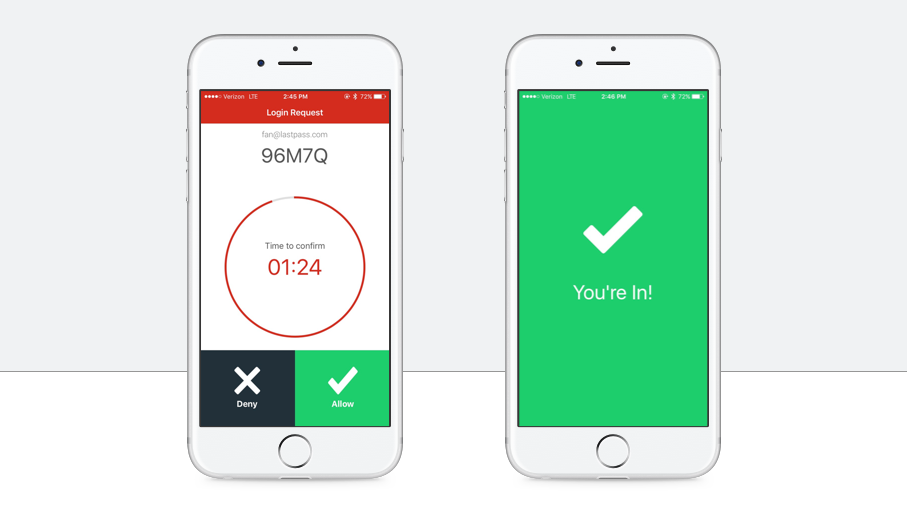 Verizon LTE 2:45 PM 72%
Login Request
fan@lastpass.com
96M7Q
Time to confirm
01:24
Deny Allow
Verizon LTE 2:46 PM 72%
You're In!